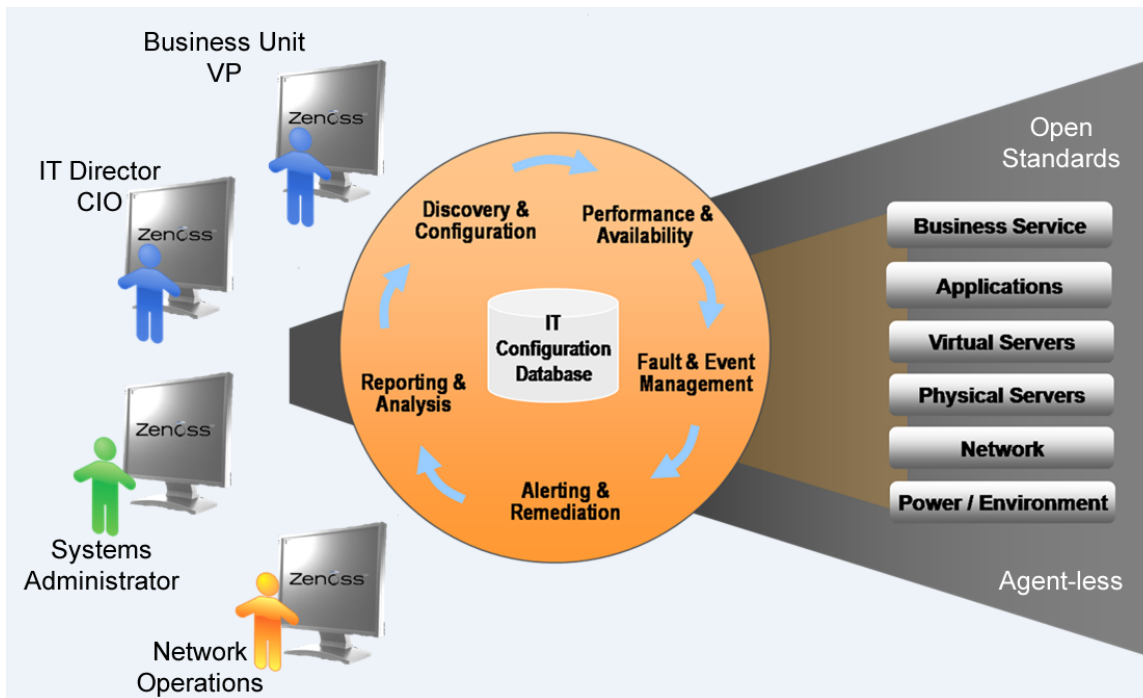 Business Unit
VP
Zenoss
IT Director
CIO
Zenoss
Zenoss
Systems
Administrator
Zenoss
Network
Operations
Discovery &
Configuration
Performance &
Availability
Fault & Event
Management
Alerting &
Remediation
Reporting &
Analysis
IT
Configuration
Database
Open
Standards
Business Service
Applications
Virtual Servers
Physical Servers
Network
Power / Environment
Agent-less